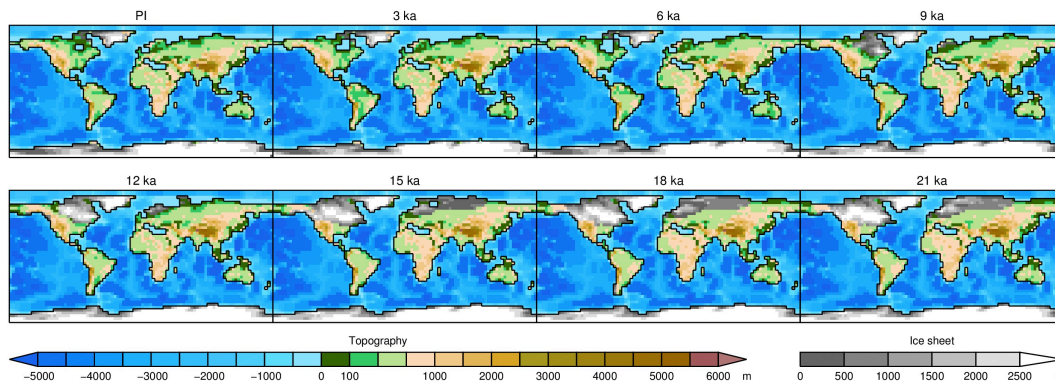 PI 3 ka 6 ka 9 ka
12 ka 15 ka 18 ka 21 ka
Topography Ice sheet
−5000 −4000 −3000 −2000 −1000 0 100 1000 2000 3000 4000 5000 6000 m 0 500 1000 1500 2000 2500